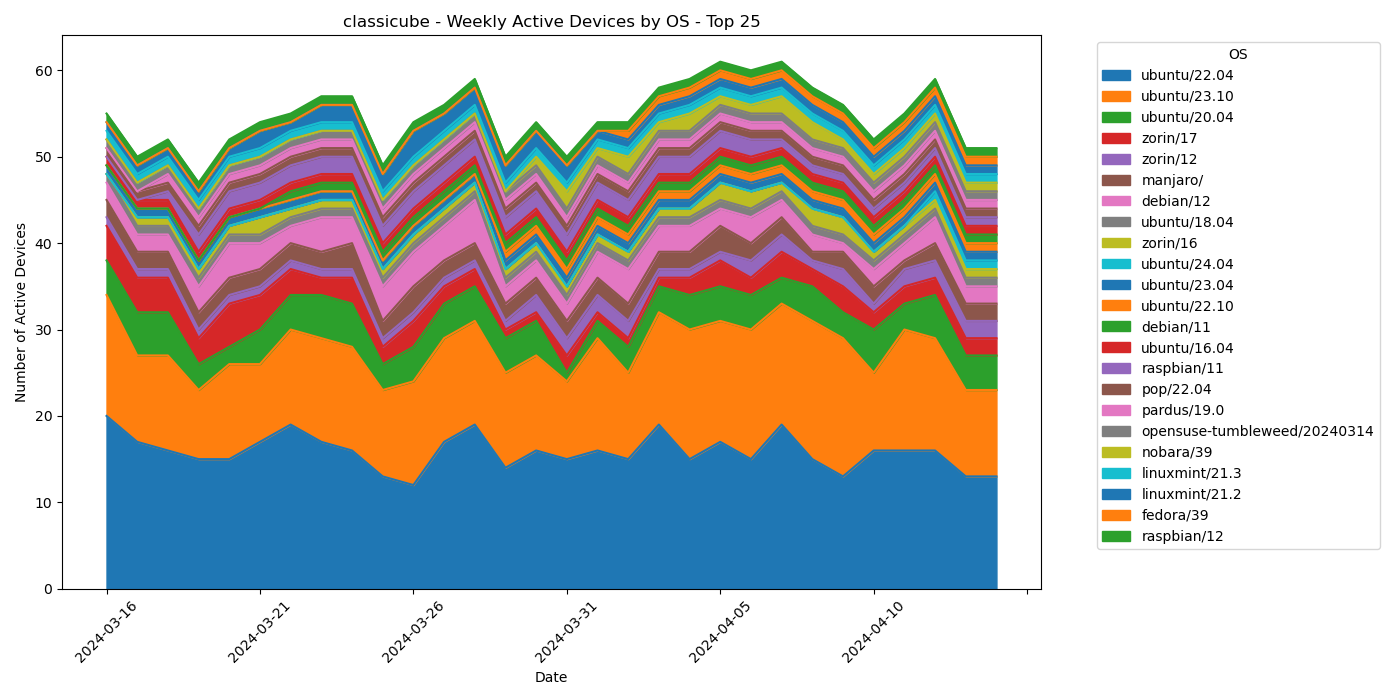 classicube - Weekly Active Devices by OS - Top 25
Number of Active Devices
60
50
40
30
20
10
0
2024-03-16
2024-03-21
2024-03-26
2024-03-31
2024-04-05
2024-04-10
Date
OS
ubuntu/22.04
ubuntu/23.10
ubuntu/20.04
zorin/17
zorin/12
manjaro/
debian/12
ubuntu/18.04
zorin/16
ubuntu/24.04
ubuntu/23.04
ubuntu/22.10
debian/11
ubuntu/16.04
raspbian/11
pop/22.04
pardus/19.0
opensuse-tumbleweed/20240314
nobara/39
linuxmint/21.3
linuxmint/21.2
fedora/39
raspbian/12